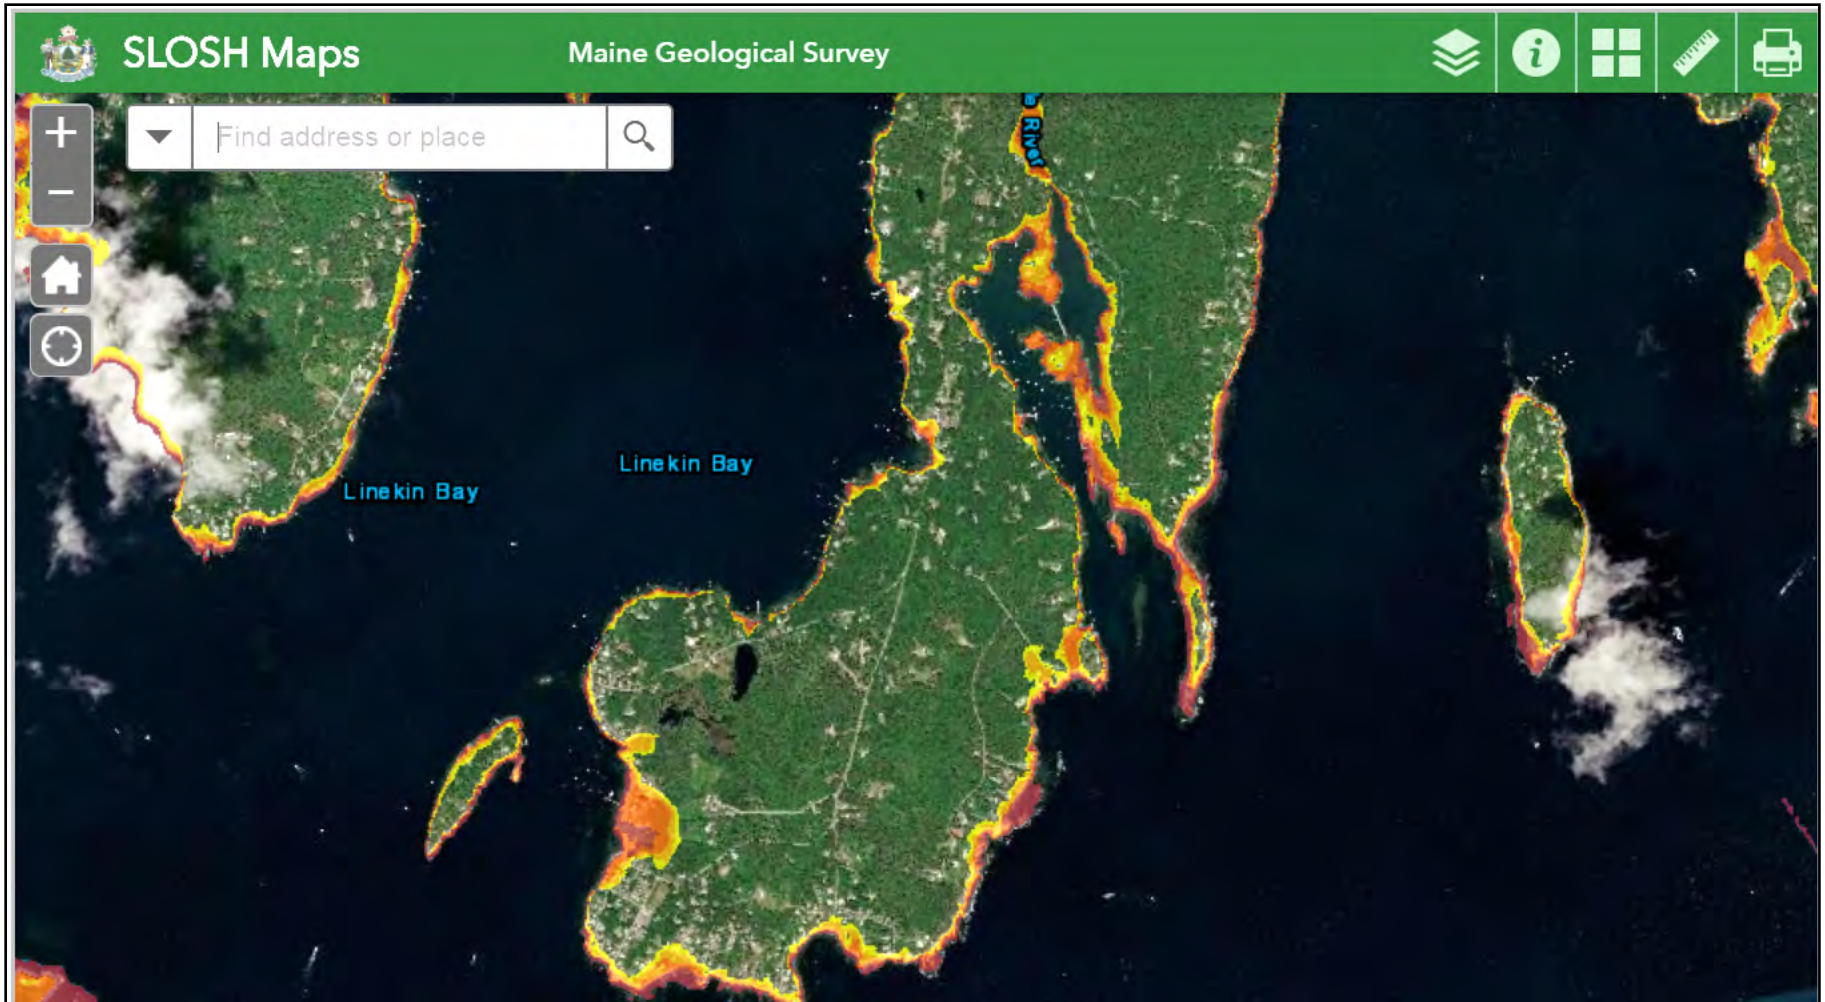 SLOSH Maps
Maine Geological Survey
Find address or place
River
Linekin Bay
Linekin Bay